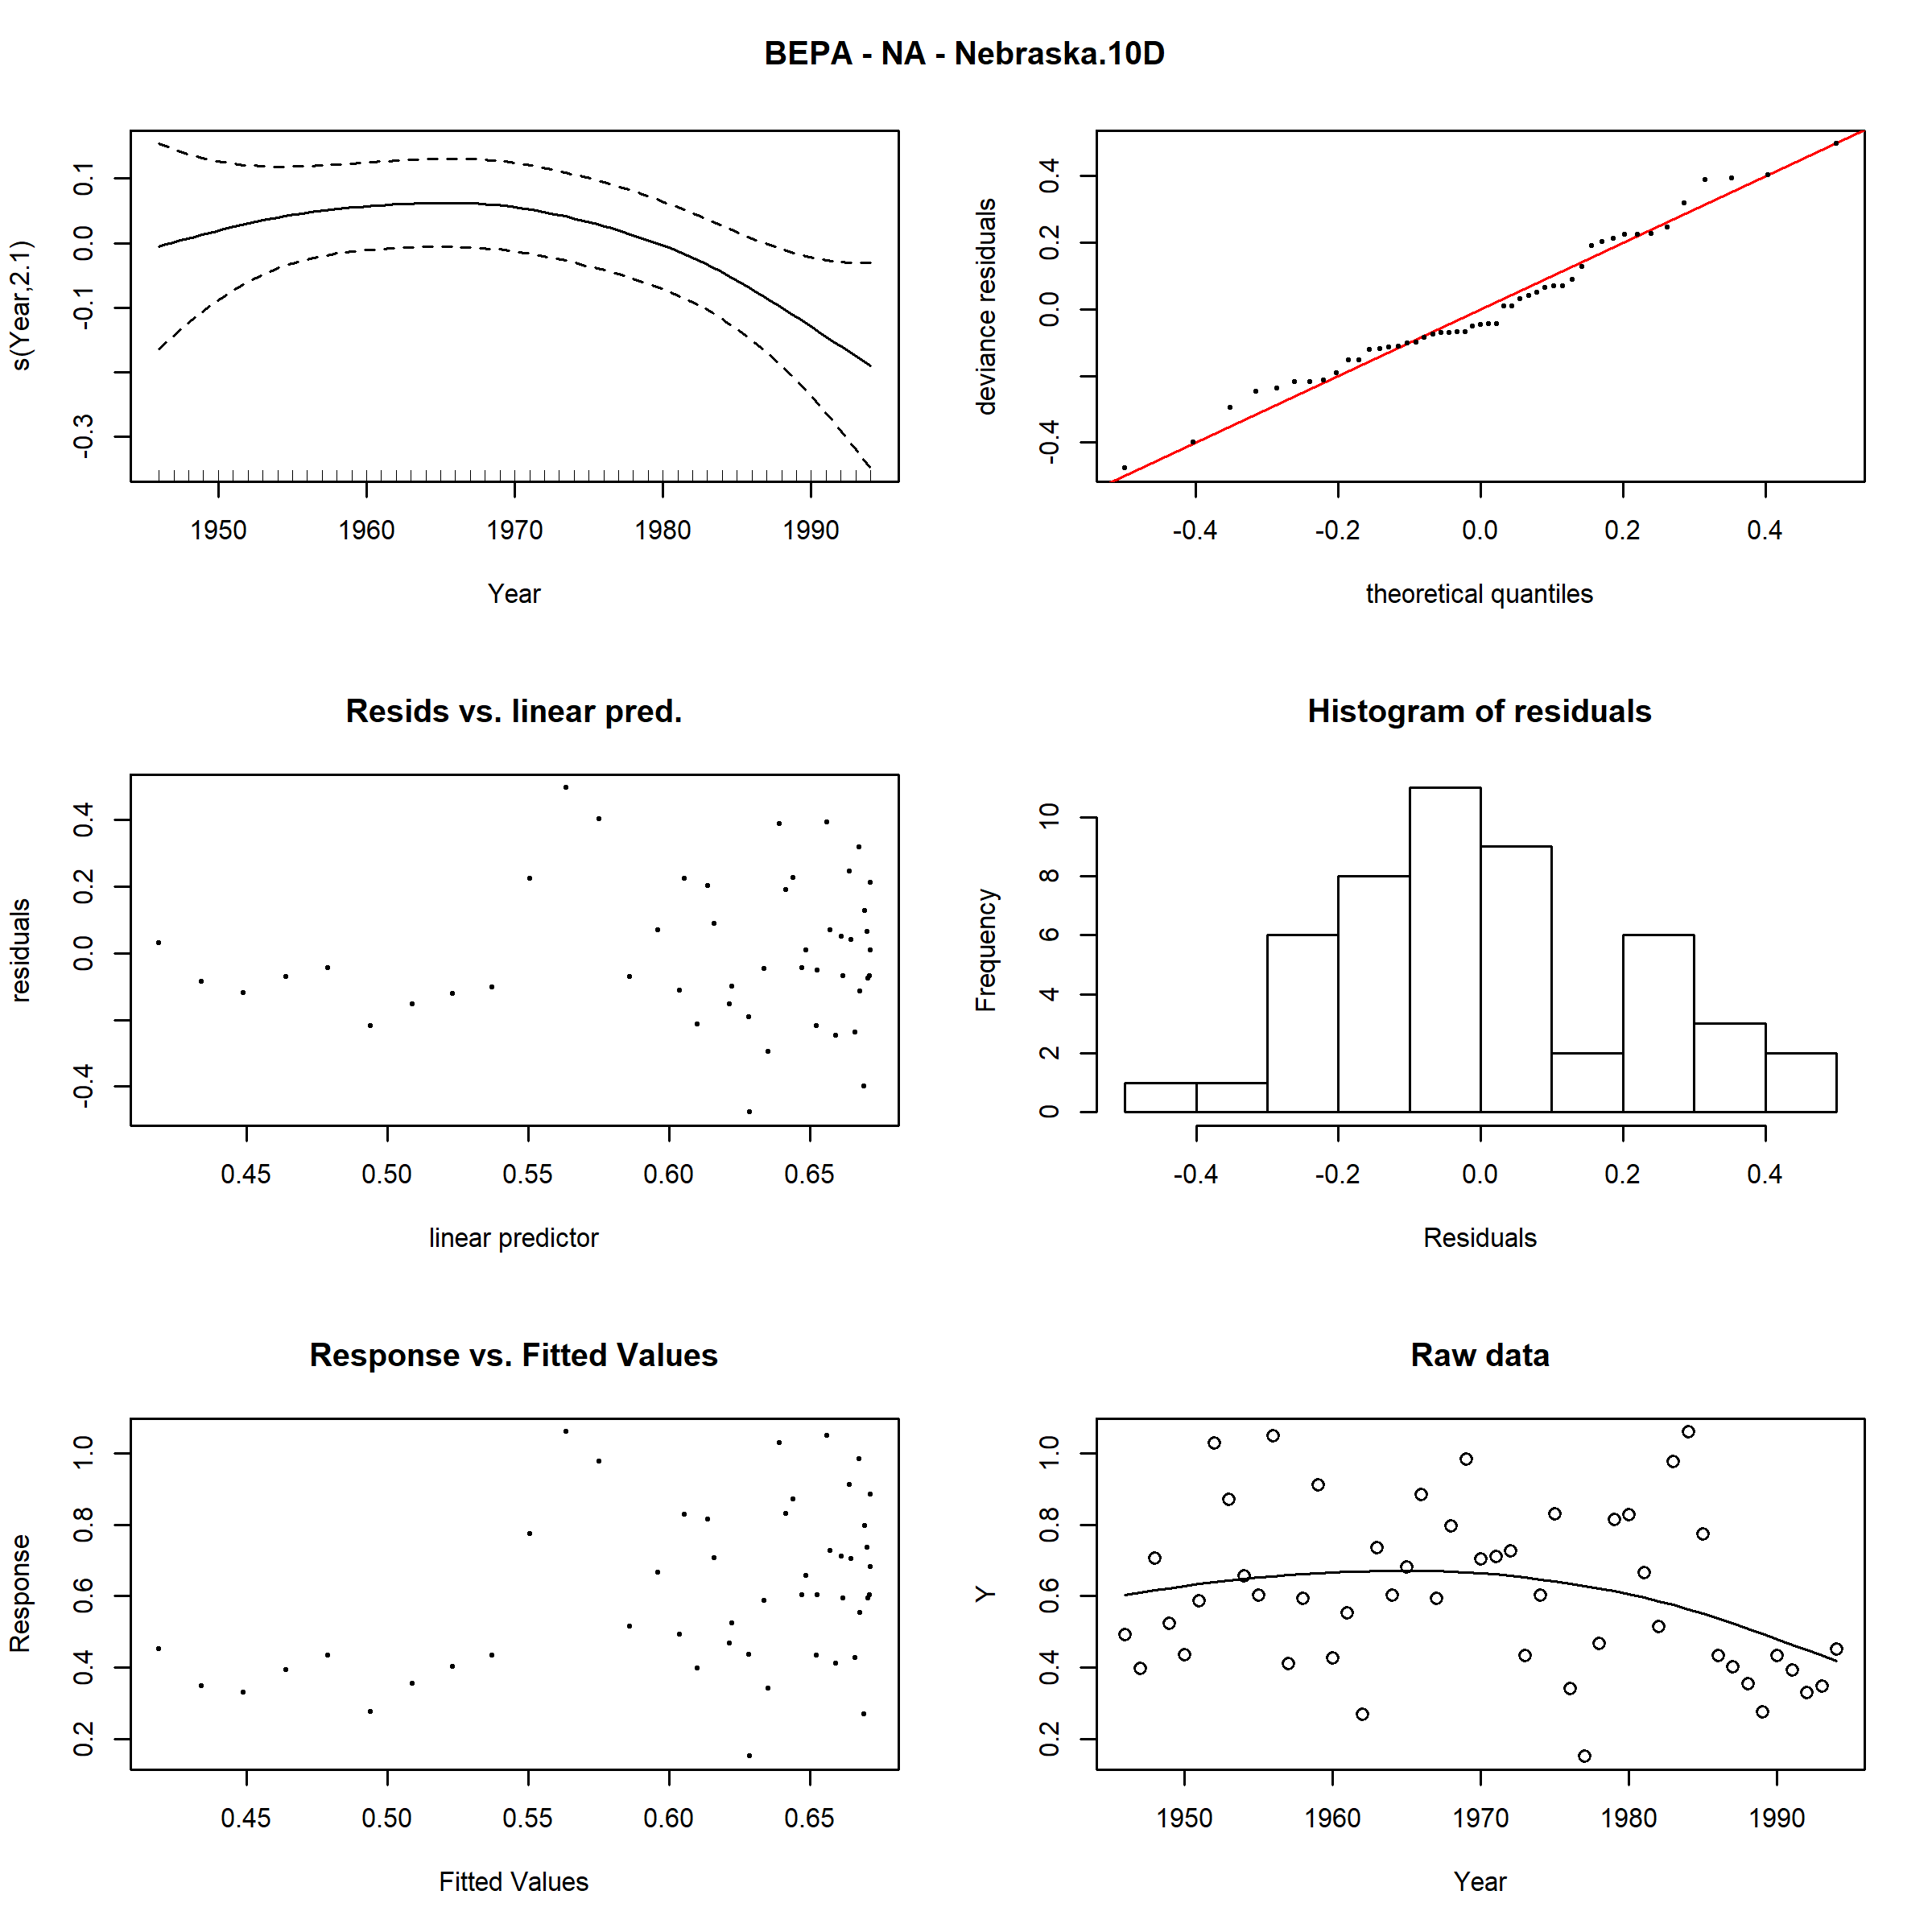 BEPA - NA - Nebraska.10D
s(Year,2.1)
0.1
0.0
-0.1
-0.3
1950 1960 1970 1980 1990
Year
deviance residuals
0.4
0.2
0.0
-0.4
-0.4 -0.2 0.0 0.2 0.4
theoretical quantiles
Resids vs. linear pred.
residuals
0.4
0.2
0.0
-0.4
0.45 0.50 0.55 0.60 0.65
linear predictor
Histogram of residuals
Frequency
10
8
6
4
2
0
-0.4 -0.2 0.0 0.2 0.4
Residuals
Response vs. Fitted Values
Response
1.0
0.8
0.6
0.4
0.2
0.45 0.50 0.55 0.60 0.65
Fitted Values
Raw data
Y
1.0
0.8
0.6
0.4
0.2
1950 1960 1970 1980 1990
Year